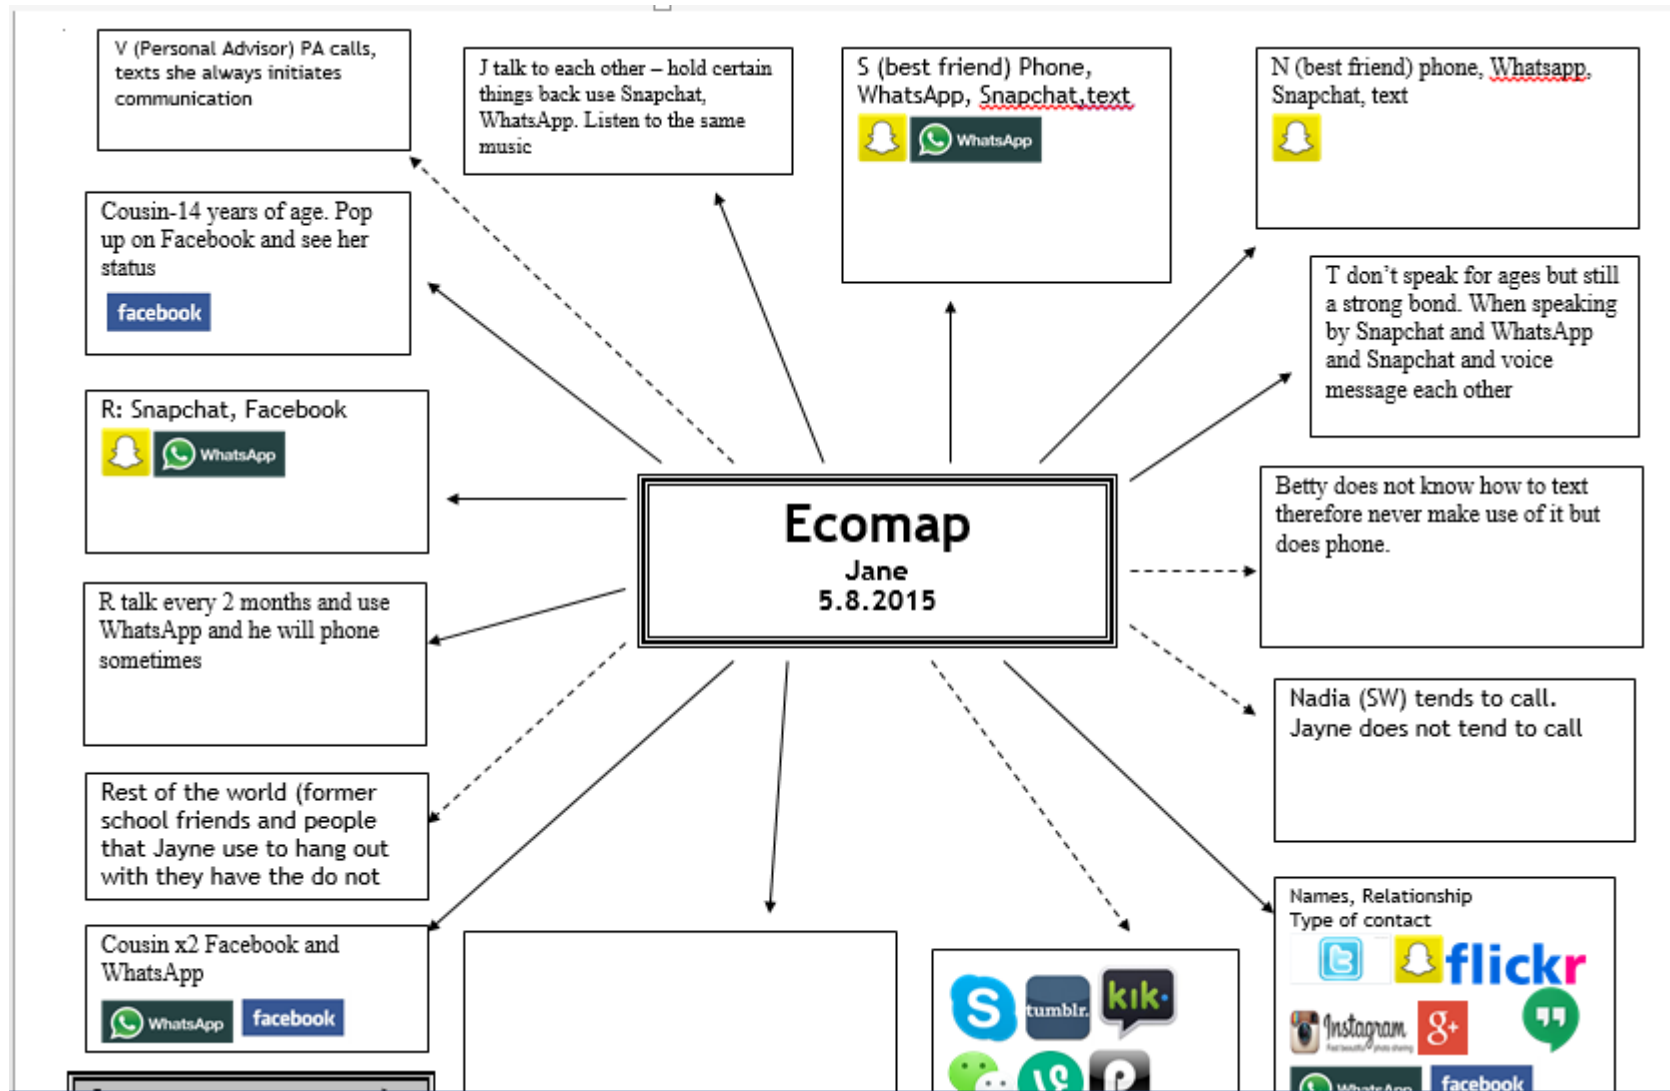 V (Personal Advisor) PA calls,
texts she always initiates
communication
J talk to each other – hold certain
things back use Snapchat,
WhatsApp. Listen to the same
music
S (best friend) Phone,
WhatsApp, Snapchat,text
WhatsApp
N (best friend) phone, Whatsapp,
Snapchat, text
Cousin-14 years of age. Pop
up on Facebook and see her
status
facebook
T don’t speak for ages but still
a strong bond. When speaking
by Snapchat and WhatsApp
and Snapchat and voice
message each other
R: Snapchat, Facebook
WhatsApp
Ecomap
Jane
5.8.2015
Betty does not know how to text
therefore never make use of it but
does phone.
R talk every 2 months and use
WhatsApp and he will phone
sometimes
Nadia (SW) tends to call.
Jayne does not tend to call
Rest of the world (former
school friends and people
that Jayne use to hang out
with they have the do not
Cousin x2 Facebook and
WhatsApp
WhatsApp
facebook
S
tumblr.
kik
P
Names, Relationship
Type of contact
flickr
Instagram
g+
WhatsApp
facebook